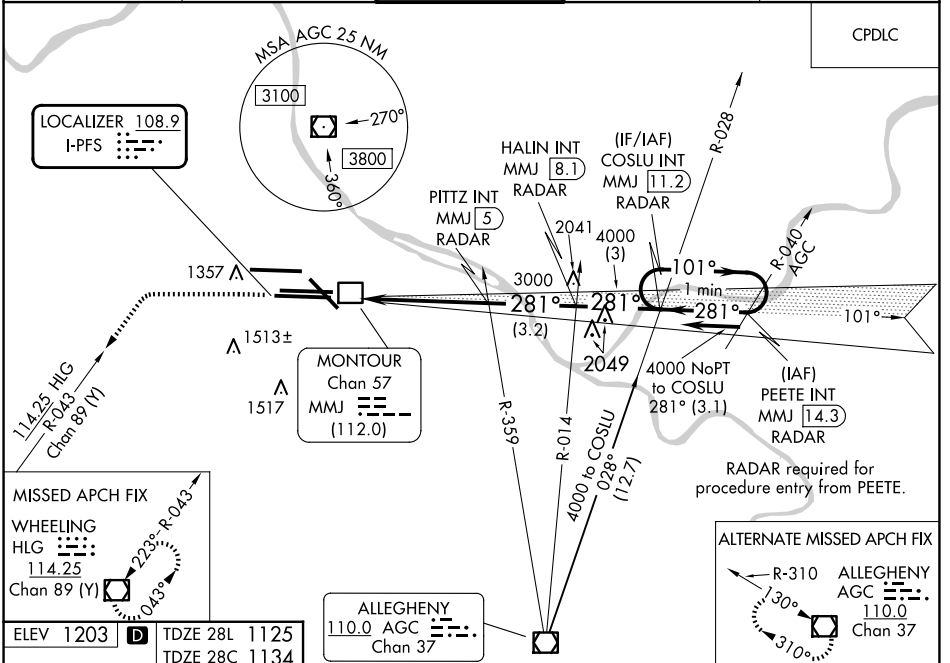 CPDLC
MSA AGC 25 NM
3100
270°
3800
360°
LOCALIZER 108.9
I-PFS
HALIN INT
MMJ 8.1
RADAR
(IF/IAF)
COSLU INT
MMJ 11.2
RADAR
R-028
PITTZ INT
MMJ 5
RADAR
2041
4000
(3)
R-040
AGC
1357
3000
101°
1 min
281°
281°
281°
101°
(3.2)
1513±
2049
4000 NoPT
to COSLU
281° (3.1)
(IAF)
PEETE INT
MMJ 14.3
RADAR
MONTOUR
Chan 57
MMJ
(112.0)
1517
114.25 HLG
R-043
Chan 89 (Y)
R-359
R-014
4000 to COSLU
028°
(12.7)
RADAR required for
procedure entry from PEETE.
MISSED APCH FIX
WHEELING
HLG
114.25
Chan 89 (Y)
223°
R-043
043°
ALTERNATE MISSED APCH FIX
R-310
130°
310°
ALLEGHENY
AGC
110.0
Chan 37
ALLEGHENY
110.0 AGC
Chan 37
ELEV 1203
D
TDZE 28L 1125
TDZE 28C 1134